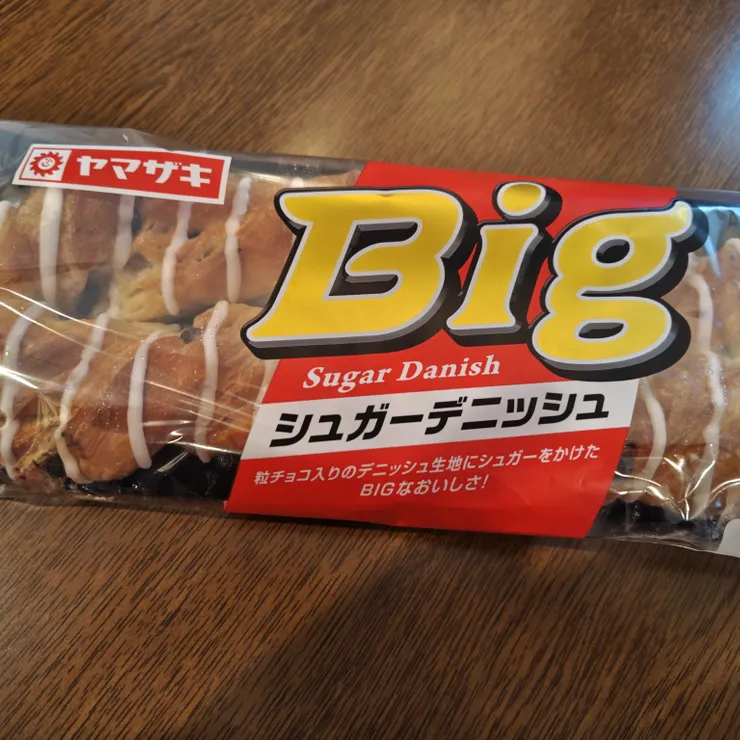 ヤマザキ
Big
Sugar Danish
シュガーデニッシュ
粒チョコ入りのデニッシュ生地にシュガーをかけた
BIGなおいしさ!